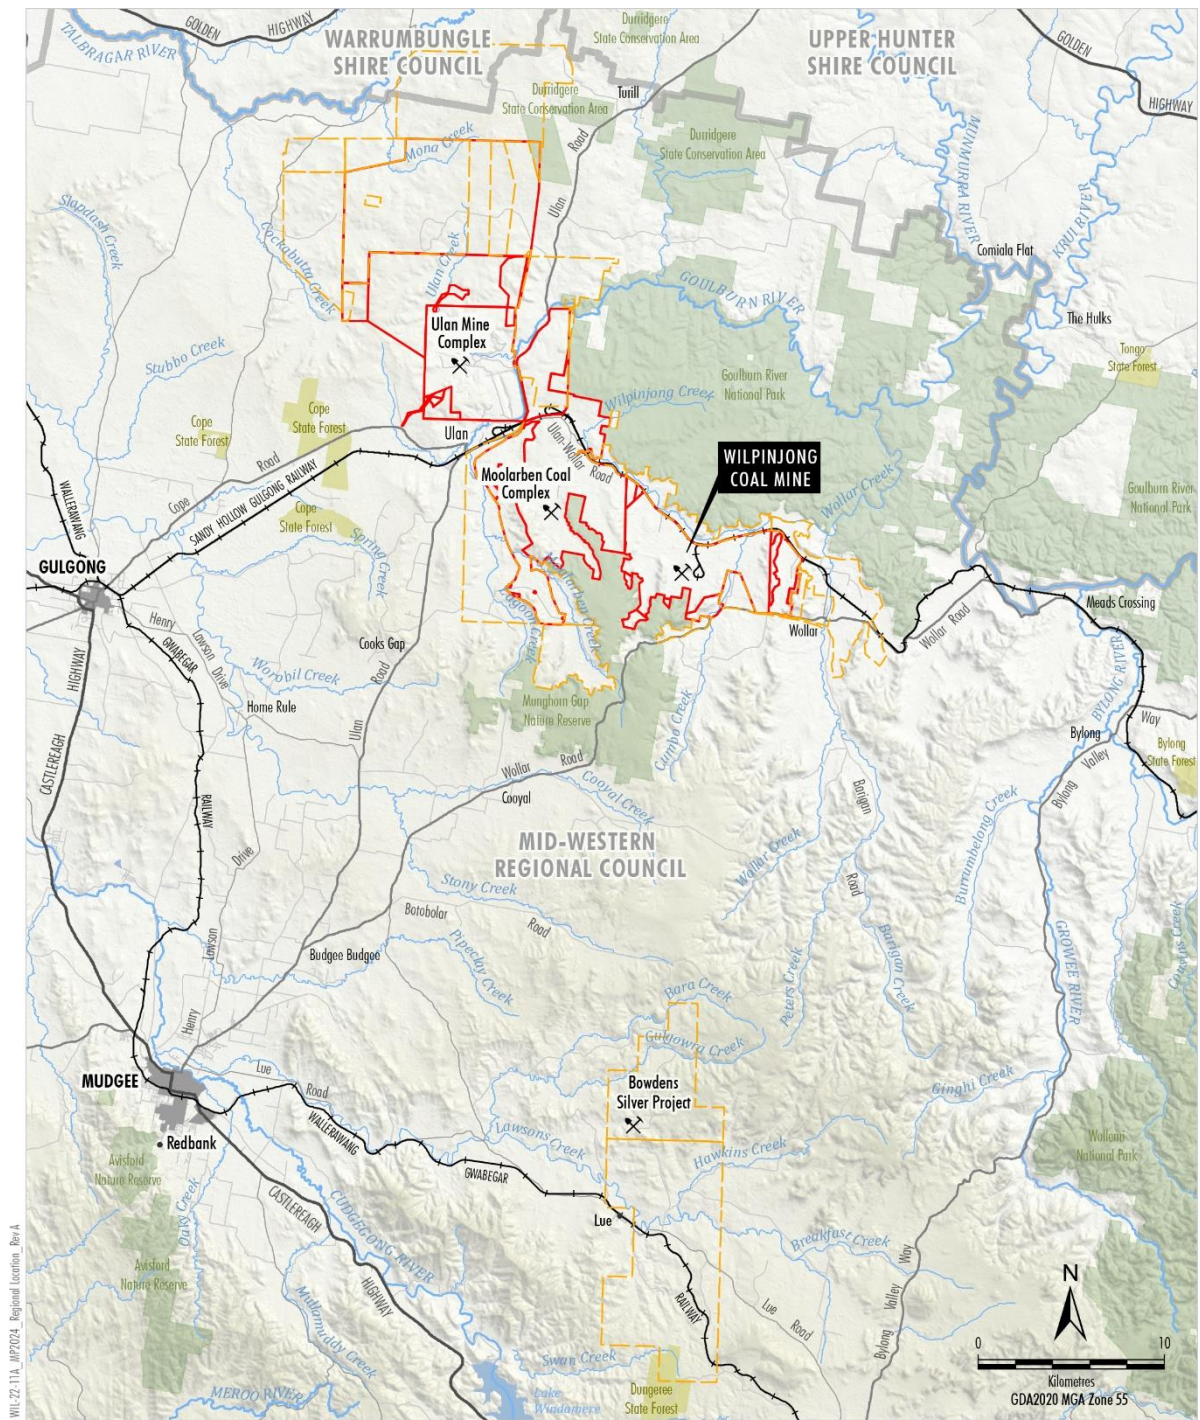 GOLDEN
HIGHWAY
TALBRAGAR RIVER
WARRUMBUNGLE
SHIRE COUNCIL
Durridgere
State Conservation Area
UPPER HUNTER
SHIRE COUNCIL
GOLDEN
HIGHWAY
Durridgere
State Conservation Area
Turill
Road
Mona Creek
Durridgere
State Conservation Area
MUNMURRA RIVER
KRUI RIVER
Slapdash Creek
Cockabutta Creek
Ulan Creek
Ulan
Comiala Flat
GOULBURN RIVER
The Hulks
Ulan Mine
Complex
Stubbo Creek
Tongo
State Forest
Goulburn River
National Park
Wilpinjong Creek
Cope
State Forest
Cope
State Forest
Ulan
Ulan-Wollar Road
WILPINJONG
COAL MINE
Cope Road
SANDY HOLLOW GULGONG RAILWAY
WALLERAWANG
Moolarben Coal
Complex
Wollar Creek
Goulburn River
National Park
Cope
State Forest
Spring Creek
GULGONG
Moolarben Creek
Lagoon Creek
Meads Crossing
Henry
Lawson
Drive
GWABEGAR
Cooks Gap
Wollar
Wollar Road
HIGHWAY
Worobil Creek
Road
Home Rule
Munghorn Gap
Nature Reserve
Cumbo Creek
BYLONG RIVER
Ulan
Bylong
Way
Valley
Bylong
Bylong
State Forest
CASTLEREAGH
RAILWAY
Wollar
Road
Cooyal
Cooyal Creek
Barigan
Burrumbelong Creek
MID-WESTERN
REGIONAL COUNCIL
Drive
Wollar Creek
Stony Creek
Road
Botobolar
Road
Lawson
Budgee Budgee
Pipeclay Creek
Barigan Creek
GROWEE RIVER
Peters Creek
Bara Creek
Henry
Gulgowra Creek
MUDGEE
Lue
Road
Bowdens
Silver Project
Ginghi Creek
Redbank
WALLERAWANG
Lawsons Creek
Hawkins Creek
Wollemi
National Park
Avisford
Nature Reserve
GWABEGAR
Oaky Creek
CASTLEREAGH
CUDGEGONG RIVER
Lue
Breakfast Creek
Avisford
Nature Reserve
HIGHWAY
Way
N
RAILWAY
Valley
Lue
Road
Bylong
Mullamuddy Creek
Swan Creek
0
10
Kilometres
GDA2020 MGA Zone 55
MEROO RIVER
Lake
Windamere
Dungeree
State Forest
WIL-22-11A_MP2024_Regional Location_Rev A